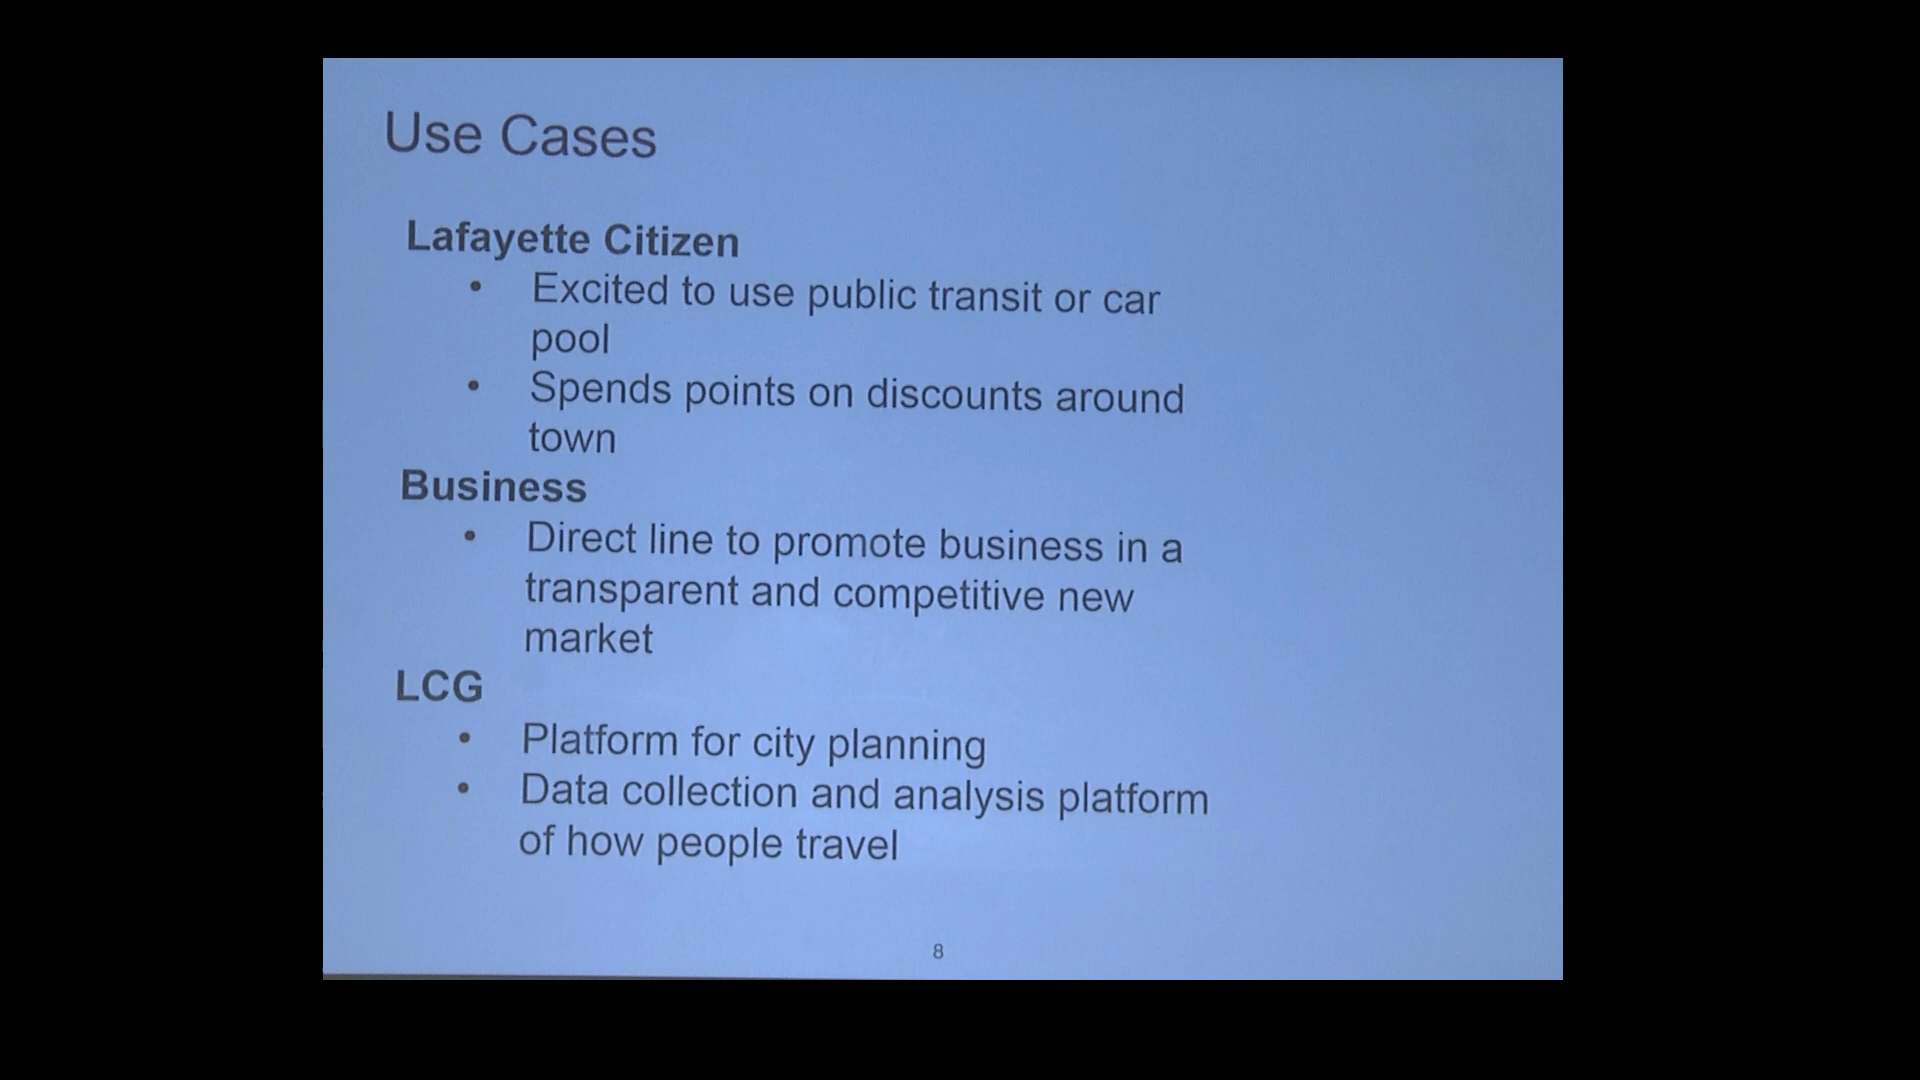 Use Cases
Lafayette Citizen
• Excited to use public transit or car
pool
• Spends points on discounts around
town
Business
• Direct line to promote business in a
transparent and competitive new
market
LCG
• Platform for city planning
• Data collection and analysis platform
of how people travel
8